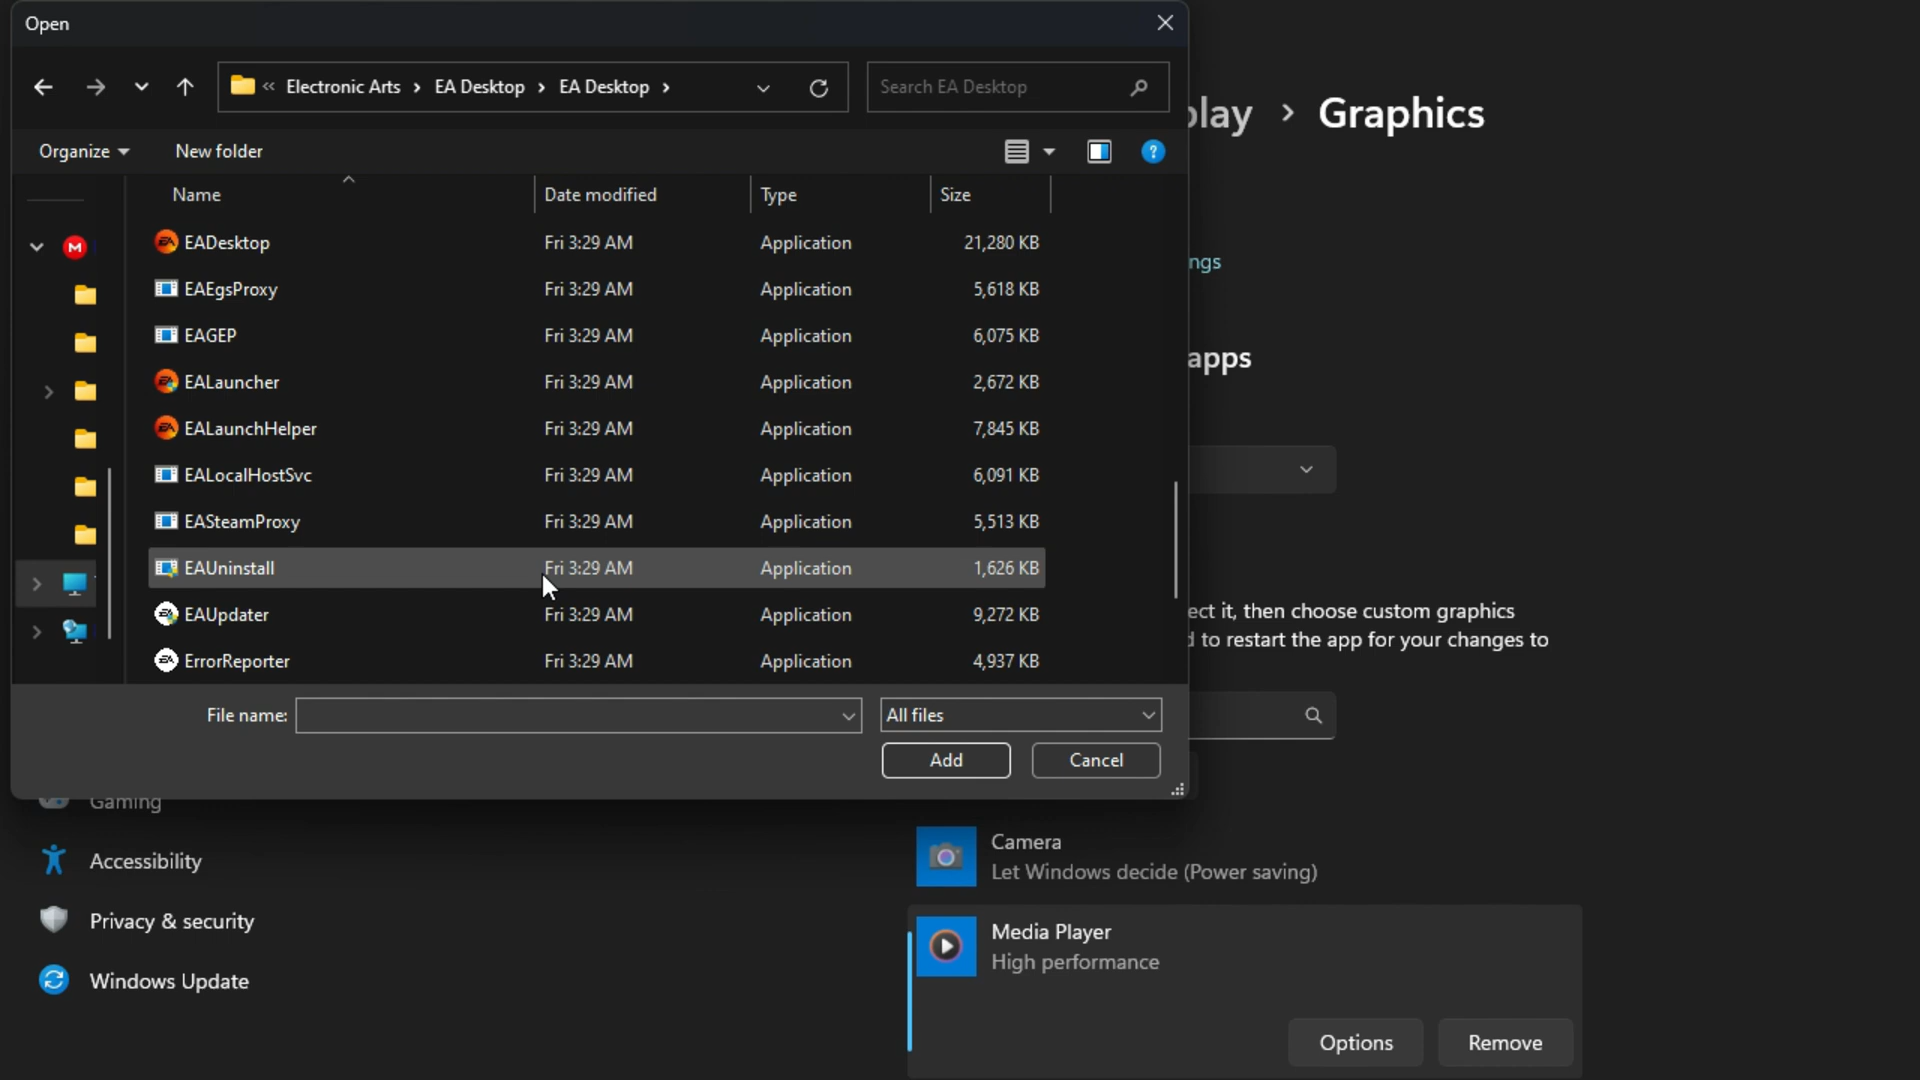 Open
Electronic Arts > EA Desktop > EA Desktop >
Search EA Desktop
Organize
New folder
Name
Date modified
Type
Size
EADesktop Fri 3:29 AM Application 21,280 KB
EAEgsProxy Fri 3:29 AM Application 5,618 KB
EAGEP Fri 3:29 AM Application 6,075 KB
EALauncher Fri 3:29 AM Application 2,672 KB
EALaunchHelper Fri 3:29 AM Application 7,845 KB
EALocalHostSvc Fri 3:29 AM Application 6,091 KB
EASteamProxy Fri 3:29 AM Application 5,513 KB
EAUninstall Fri 3:29 AM Application 1,626 KB
EAUpdater Fri 3:29 AM Application 9,272 KB
ErrorReporter Fri 3:29 AM Application 4,937 KB
File name:
All files
Add
Cancel
play > Graphics
ngs
apps
ect it, then choose custom graphics
d to restart the app for your changes to
Gaming
Accessibility
Privacy & security
Windows Update
Camera
Let Windows decide (Power saving)
Media Player
High performance
Options
Remove